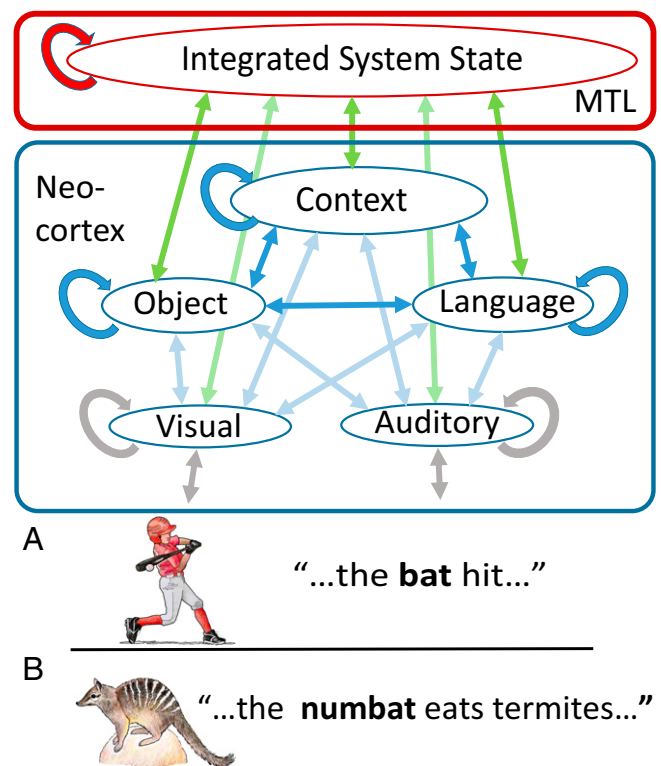 Integrated System State
MTL
Neo-
cortex
Context
Object
Language
Visual
Auditory
A
“...the bat hit...”
B
“...the numbat eats termites...”